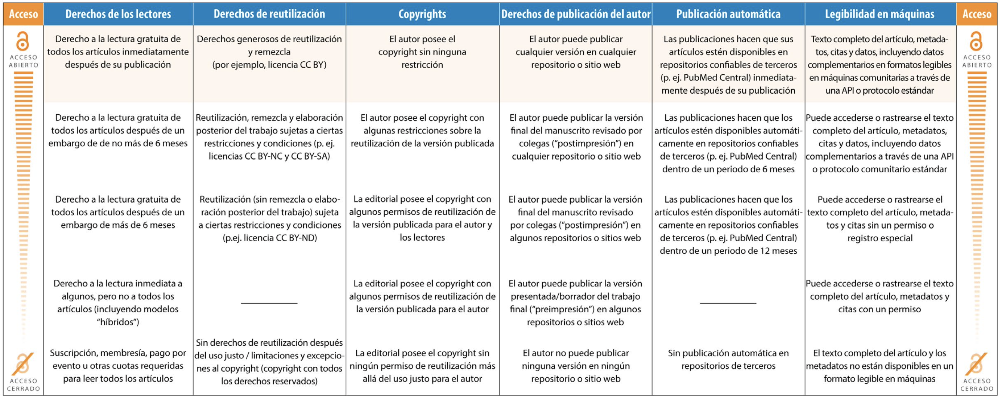 Acceso
Derechos de los lectores
Derechos de reutilización
Copyrights
Derechos de publicación del autor
Publicación automática
Legibilidad en máquinas
Acceso
ACCESO
ABIERTO
Derecho a la lectura gratuita de
todos los artículos inmediatamente
después de su publicación
Derechos generosos de reutilización
y remezcla
(por ejemplo, licencia CC BY)
El autor posee el
copyright sin ninguna
restricción
El autor puede publicar
cualquier versión en cualquier
repositorio o sitio web
Las publicaciones hacen que sus
artículos estén disponibles en
repositorios confiables de terceros
(p. ej. PubMed Central) inmediata-
mente después de su publicación
Texto completo del artículo, metada-
tos, citas y datos, incluyendo datos
complementarios en formatos legibles
en máquinas comunitarias a través de
una API o protocolo estándar
ACCESO
ABIERTO
Derecho a la lectura gratuita de
todos los artículos después de un
embargo de de no más de 6 meses
Reutilización, remezcla y elaboración
posterior del trabajo sujetas a ciertas
restricciones y condiciones (p. ej.
licencias CC BY-NC y CC BY-SA)
El autor posee el copyright con
algunas restricciones sobre la
reutilización de la versión publicada
El autor puede publicar la versión
final del manuscrito revisado por
colegas (“postimpresión”) en
cualquier repositorio o sitio web
Las publicaciones hacen que los
artículos estén disponibles automáti-
camente en repositorios confiables
de terceros (p. ej. PubMed Central)
dentro de un periodo de 6 meses
Puede accederse o rastrearse el texto
completo del artículo, metadatos,
citas y datos, incluyendo datos
complementarios a través de una API
o protocolo comunitario estándar
Derecho a la lectura gratuita de
todos los artículos después de un
embargo de más de 6 meses
Reutilización (sin remezcla o elabo-
ración posterior del trabajo) sujeta
a ciertas restricciones y condiciones
(p.ej. licencia CC BY-ND)
La editorial posee el copyright con
algunos permisos de reutilización de
la versión publicada para el autor y
los lectores
El autor puede publicar la versión
final del manuscrito revisado
por colegas (“postimpresión”) en
algunos repositorios o sitios web
Las publicaciones hacen que los
artículos estén disponibles automáti-
camente en repositorios confiables
de terceros (p. ej. PubMed Central)
dentro de un periodo de 12 meses
Puede accederse o rastrearse el
texto completo del artículo, metada-
tos y citas sin un permiso o
registro especial
Derecho a la lectura inmediata a
algunos, pero no a todos los
artículos (incluyendo modelos
“híbridos”)
La editorial posee el copyright con
algunos permisos de reutilización de
la versión publicada para el autor
El autor puede publicar la versión
presentada/borrador del trabajo
final (“preimpresión”) en algunos
repositorios o sitios web
Puede accederse o rastrearse el texto
completo del artículo, metadatos y
citas con un permiso
Suscripción, membresía, pago por
evento u otras cuotas requeridas
para leer todos los artículos
Sin derechos de reutilización después
del uso justo / limitaciones y excepcio-
nes al copyright (copyright con todos
los derechos reservados)
La editorial posee el copyright sin
ningún permiso de reutilización más
allá del uso justo para el autor
El autor no puede publicar
ninguna versión en ningún
repositorio o sitio web
Sin publicación automática en
repositorios de terceros
El texto completo del artículo y los
metadatos no están disponibles en un
formato legible en máquinas
ACCESO
CERRADO
ACCESO
CERRADO